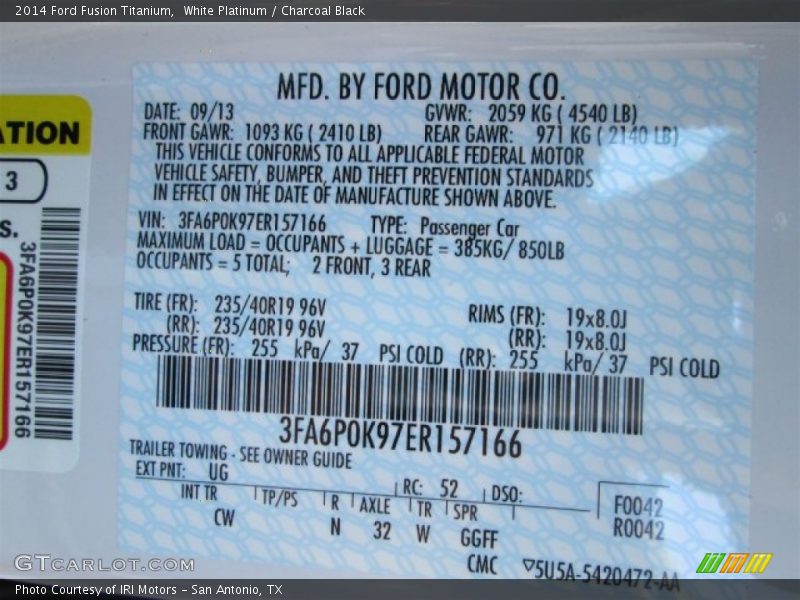 2014 Ford Fusion Titanium,  White Platinum / Charcoal Black
MFD. BY FORD MOTOR CO.
DATE: 09/13 GVWR: 2059 KG ( 4540 LB)
FRONT GAWR: 1093 KG ( 2410 LB) REAR GAWR: 971 KG ( 2140 LB)
THIS VEHICLE CONFORMS TO ALL APPLICABLE FEDERAL MOTOR
VEHICLE SAFETY, BUMPER, AND THEFT PREVENTION STANDARDS
IN EFFECT ON THE DATE OF MANUFACTURE SHOWN ABOVE.
VIN: 3FA6P0K97ER157166 TYPE: Passenger Car
MAXIMUM LOAD = OCCUPANTS + LUGGAGE = 385KG/ 850LB
OCCUPANTS = 5 TOTAL; 2 FRONT, 3 REAR
TIRE (FR): 235/40R19 96V RIMS (FR): 19x8.0J
(RR): 235/40R19 96V (RR): 19x8.0J
PRESSURE (FR): 255 kPa/ 37 PSI COLD (RR): 255 kPa/ 37 PSI COLD
3FA6P0K97ER157166
TRAILER TOWING - SEE OWNER GUIDE
EXT PNT: UG RC: 52 DSO: F0042
INT TR TP/PS R AXLE TR SPR R0042
CW N 32 W GGFF
CMC ▽5U5A-5420472-AA
ATION
3
S.
3FA6P0K97ER157166
GTCARLOT.COM
Photo Courtesy of IRI Motors – San Antonio, TX